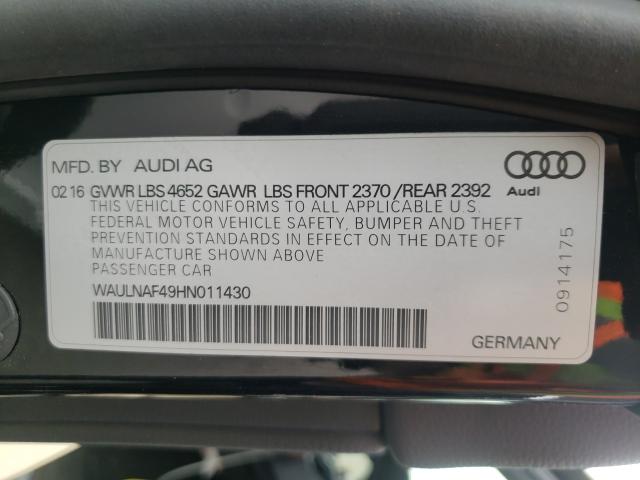 MFD. BY AUDI AG
02 16 GVWR LBS 4652 GAWR LBS FRONT 2370 /REAR 2392
Audi
THIS VEHICLE CONFORMS TO ALL APPLICABLE U.S.
FEDERAL MOTOR VEHICLE SAFETY, BUMPER AND THEFT
PREVENTION STANDARDS IN EFFECT ON THE DATE OF
MANUFACTURE SHOWN ABOVE
PASSENGER CAR
WAULNAF49HN011430
GERMANY
0914175